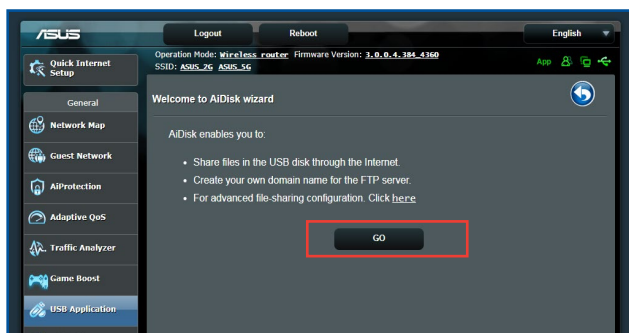 ASUS
Logout
Reboot
English
Quick Internet
Setup
Operation Mode: Wireless router Firmware Version: 3.0.0.4.384_4360
SSID: ASUS_2G ASUS_5G
App
General
Network Map
Guest Network
AiProtection
Adaptive QoS
Traffic Analyzer
Game Boost
USB Application
Welcome to AiDisk wizard
AiDisk enables you to:
• Share files in the USB disk through the Internet.
• Create your own domain name for the FTP server.
• For advanced file-sharing configuration. Click here
GO